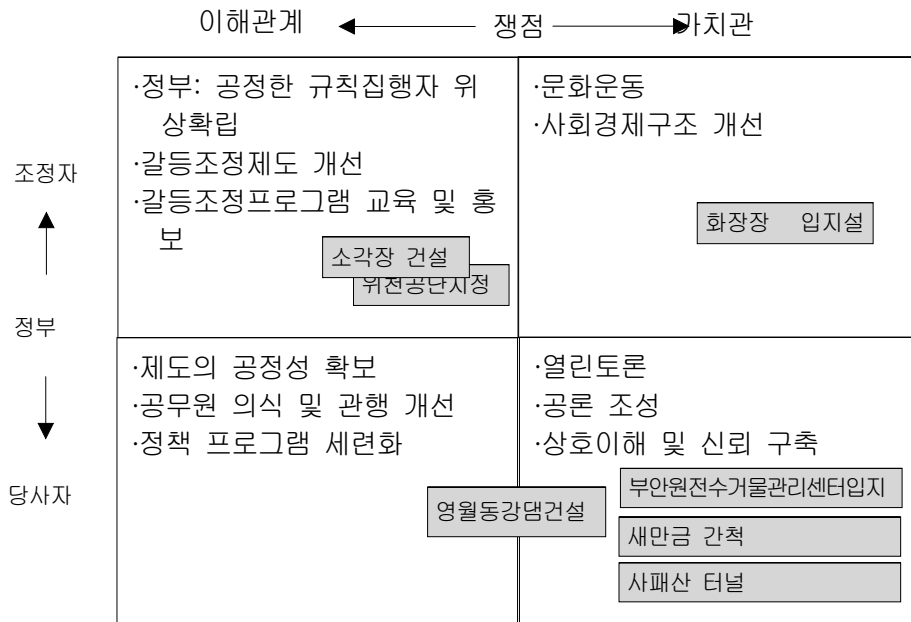 이해관계 쟁점 가치관
·정부: 공정한 규칙집행자 위
상확립
·갈등조정제도 개선
·갈등조정프로그램 교육 및 홍
보
소각장 건설
위천공단지정
·문화운동
·사회경제구조 개선
화장장 입지설
조정자
정부
당사자
·제도의 공정성 확보
·공무원 의식 및 관행 개선
·정책 프로그램 세련화
영월동강댐건설
·열린토론
·공론 조성
·상호이해 및 신뢰 구축
부안원전수거물관리센터입지
새만금 간척
사패산 터널